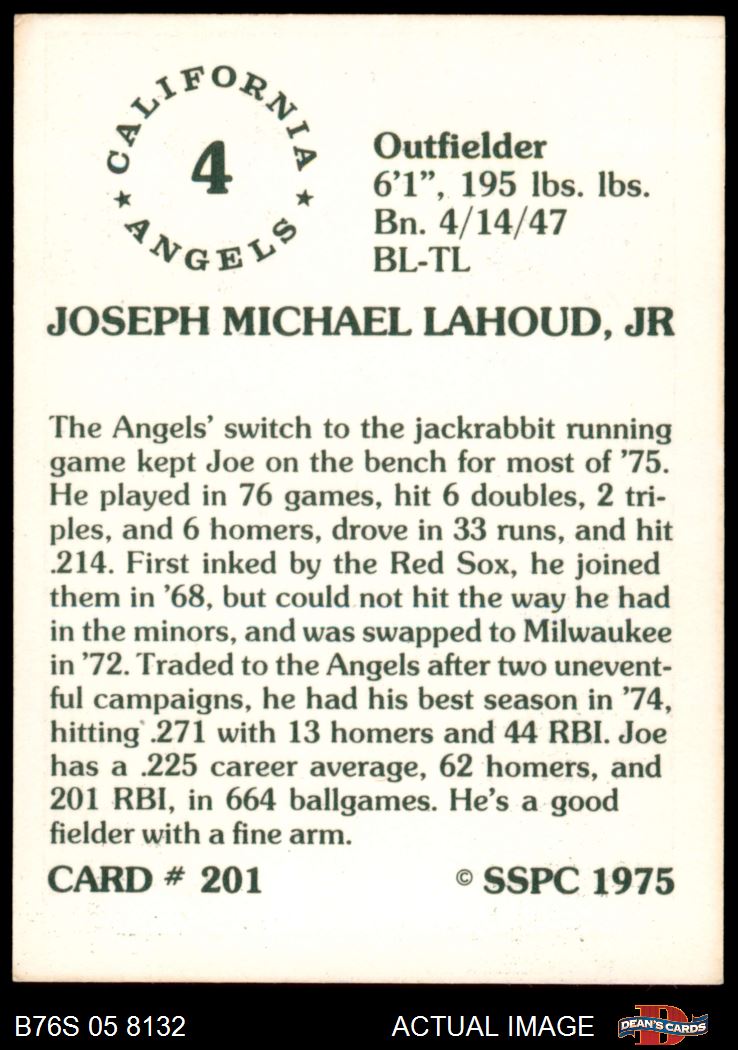 CALIFORNIA
4
ANGELS
Outfielder
6'1”, 195 lbs. lbs.
Bn. 4/14/47
BL-TL
JOSEPH MICHAEL LAHOUD, JR
The Angels’ switch to the jackrabbit running
game kept Joe on the bench for most of ’75.
He played in 76 games, hit 6 doubles, 2 tri-
ples, and 6 homers, drove in 33 runs, and hit
.214. First inked by the Red Sox, he joined
them in ’68, but could not hit the way he had
in the minors, and was swapped to Milwaukee
in ’72. Traded to the Angels after two unevent-
ful campaigns, he had his best season in ’74,
hitting .271 with 13 homers and 44 RBI. Joe
has a .225 career average, 62 homers, and
201 RBI, in 664 ballgames. He’s a good
fielder with a fine arm.
CARD # 201 © SSPC 1975
B76S 05 8132 ACTUAL IMAGE D DEAN'S CARDS